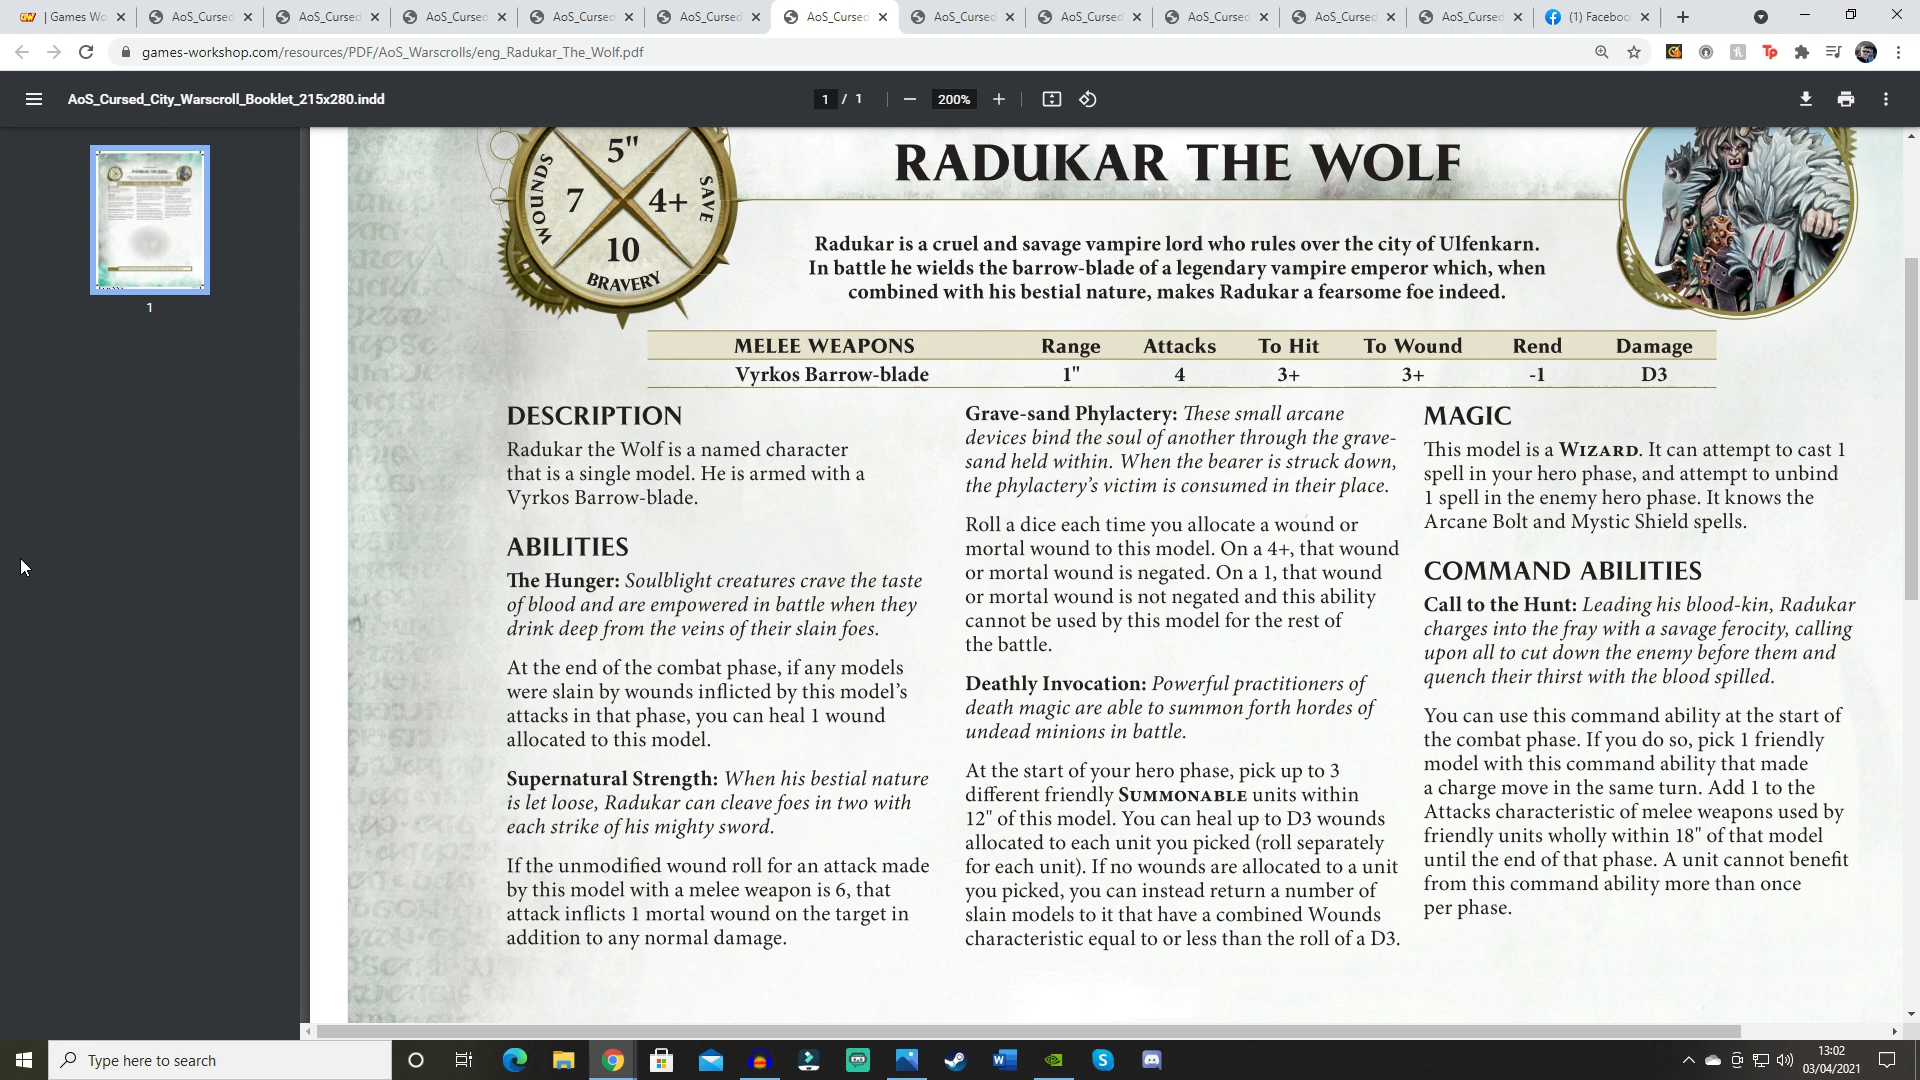 | Games Wo
AoS_Cursed
AoS_Cursed
AoS_Cursed
AoS_Cursed
AoS_Cursed
AoS_Cursed
AoS_Cursed
AoS_Cursed
AoS_Cursed
AoS_Cursed
AoS_Cursed
(1) Faceboo
games-workshop.com/resources/PDF/AoS_Warscrolls/eng_Radukar_The_Wolf.pdf
AoS_Cursed_City_Warscroll_Booklet_215x280.indd
1 / 1
200%
1
5"
WOUNDS
7
4+
SAVE
10
BRAVERY
RADUKAR THE WOLF
Radukar is a cruel and savage vampire lord who rules over the city of Ulfenkarn.
In battle he wields the barrow-blade of a legendary vampire emperor which, when
combined with his bestial nature, makes Radukar a fearsome foe indeed.
MELEE WEAPONS Range Attacks To Hit To Wound Rend Damage
Vyrkos Barrow-blade 1" 4 3+ 3+ -1 D3
DESCRIPTION
Radukar the Wolf is a named character
that is a single model. He is armed with a
Vyrkos Barrow-blade.
ABILITIES
The Hunger: Soulblight creatures crave the taste
of blood and are empowered in battle when they
drink deep from the veins of their slain foes.
At the end of the combat phase, if any models
were slain by wounds inflicted by this model's
attacks in that phase, you can heal 1 wound
allocated to this model.
Supernatural Strength: When his bestial nature
is let loose, Radukar can cleave foes in two with
each strike of his mighty sword.
If the unmodified wound roll for an attack made
by this model with a melee weapon is 6, that
attack inflicts 1 mortal wound on the target in
addition to any normal damage.
Grave-sand Phylactery: These small arcane
devices bind the soul of another through the grave-
sand held within. When the bearer is struck down,
the phylactery's victim is consumed in their place.
Roll a dice each time you allocate a wound or
mortal wound to this model. On a 4+, that wound
or mortal wound is negated. On a 1, that wound
or mortal wound is not negated and this ability
cannot be used by this model for the rest of
the battle.
Deathly Invocation: Powerful practitioners of
death magic are able to summon forth hordes of
undead minions in battle.
At the start of your hero phase, pick up to 3
different friendly SUMMONABLE units within
12" of this model. You can heal up to D3 wounds
allocated to each unit you picked (roll separately
for each unit). If no wounds are allocated to a unit
you picked, you can instead return a number of
slain models to it that have a combined Wounds
characteristic equal to or less than the roll of a D3.
MAGIC
This model is a WIZARD. It can attempt to cast 1
spell in your hero phase, and attempt to unbind
1 spell in the enemy hero phase. It knows the
Arcane Bolt and Mystic Shield spells.
COMMAND ABILITIES
Call to the Hunt: Leading his blood-kin, Radukar
charges into the fray with a savage ferocity, calling
upon all to cut down the enemy before them and
quench their thirst with the blood spilled.
You can use this command ability at the start of
the combat phase. If you do so, pick 1 friendly
model with this command ability that made
a charge move in the same turn. Add 1 to the
Attacks characteristic of melee weapons used by
friendly units wholly within 18" of that model
until the end of that phase. A unit cannot benefit
from this command ability more than once
per phase.
Type here to search
13:02
03/04/2021